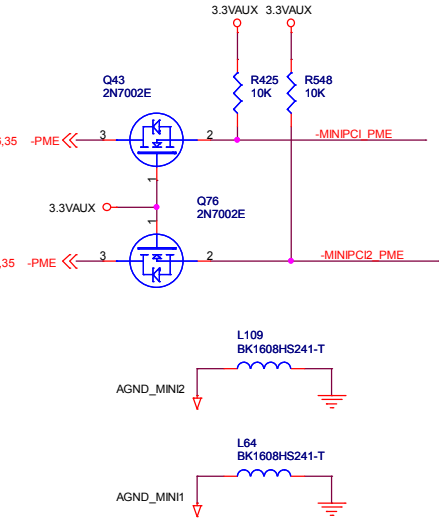 3.3VAUX 3.3VAUX
Q43
2N7002E
R425
10K
R548
10K
,35 -PME
3
2
-MINIPCI_PME
1
3.3VAUX
Q76
2N7002E
1
,35 -PME
3
2
-MINIPCI2_PME
L109
BK1608HS241-T
AGND_MINI2
L64
BK1608HS241-T
AGND_MINI1